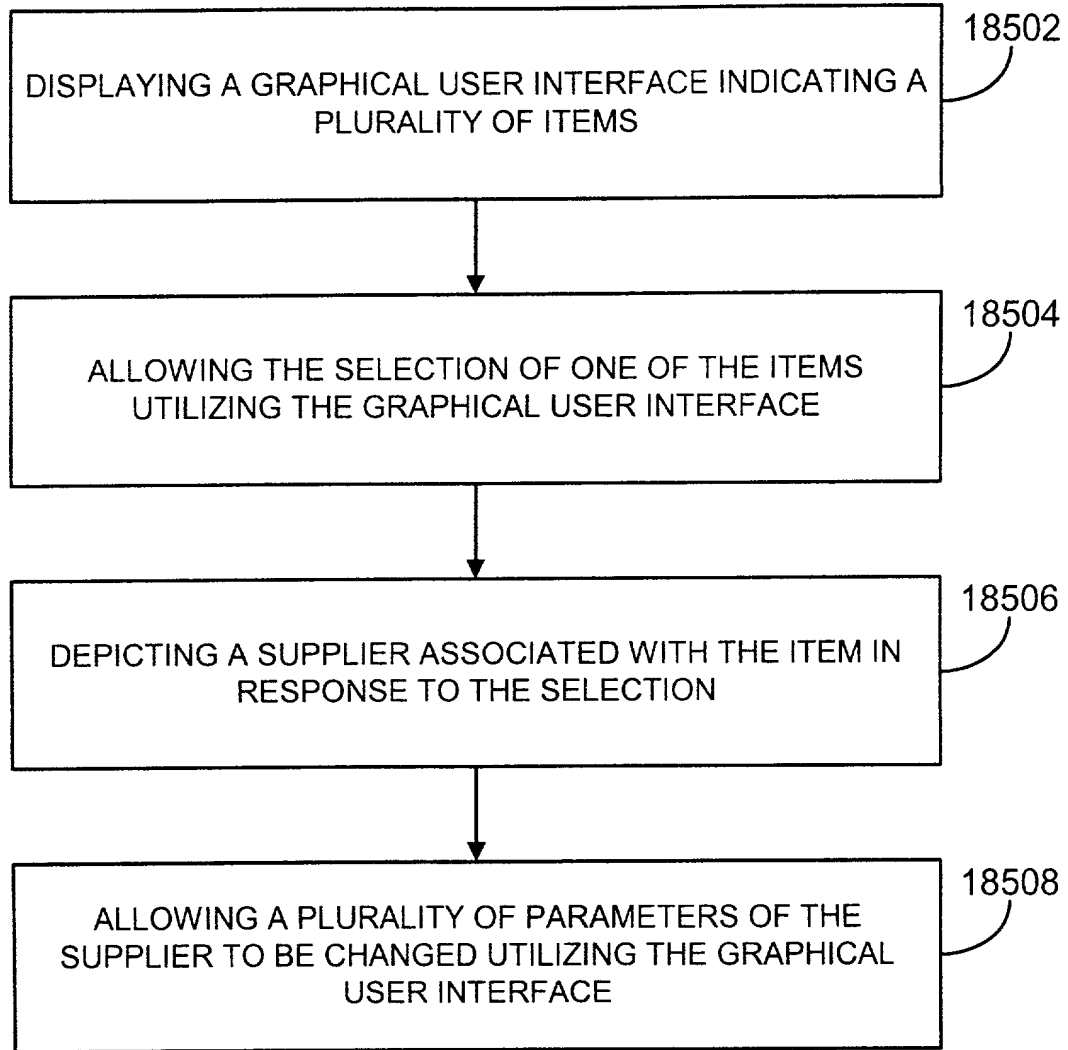 18502
DISPLAYING A GRAPHICAL USER INTERFACE INDICATING A
PLURALITY OF ITEMS
18504
ALLOWING THE SELECTION OF ONE OF THE ITEMS
UTILIZING THE GRAPHICAL USER INTERFACE
18506
DEPICTING A SUPPLIER ASSOCIATED WITH THE ITEM IN
RESPONSE TO THE SELECTION
18508
ALLOWING A PLURALITY OF PARAMETERS OF THE
SUPPLIER TO BE CHANGED UTILIZING THE GRAPHICAL
USER INTERFACE